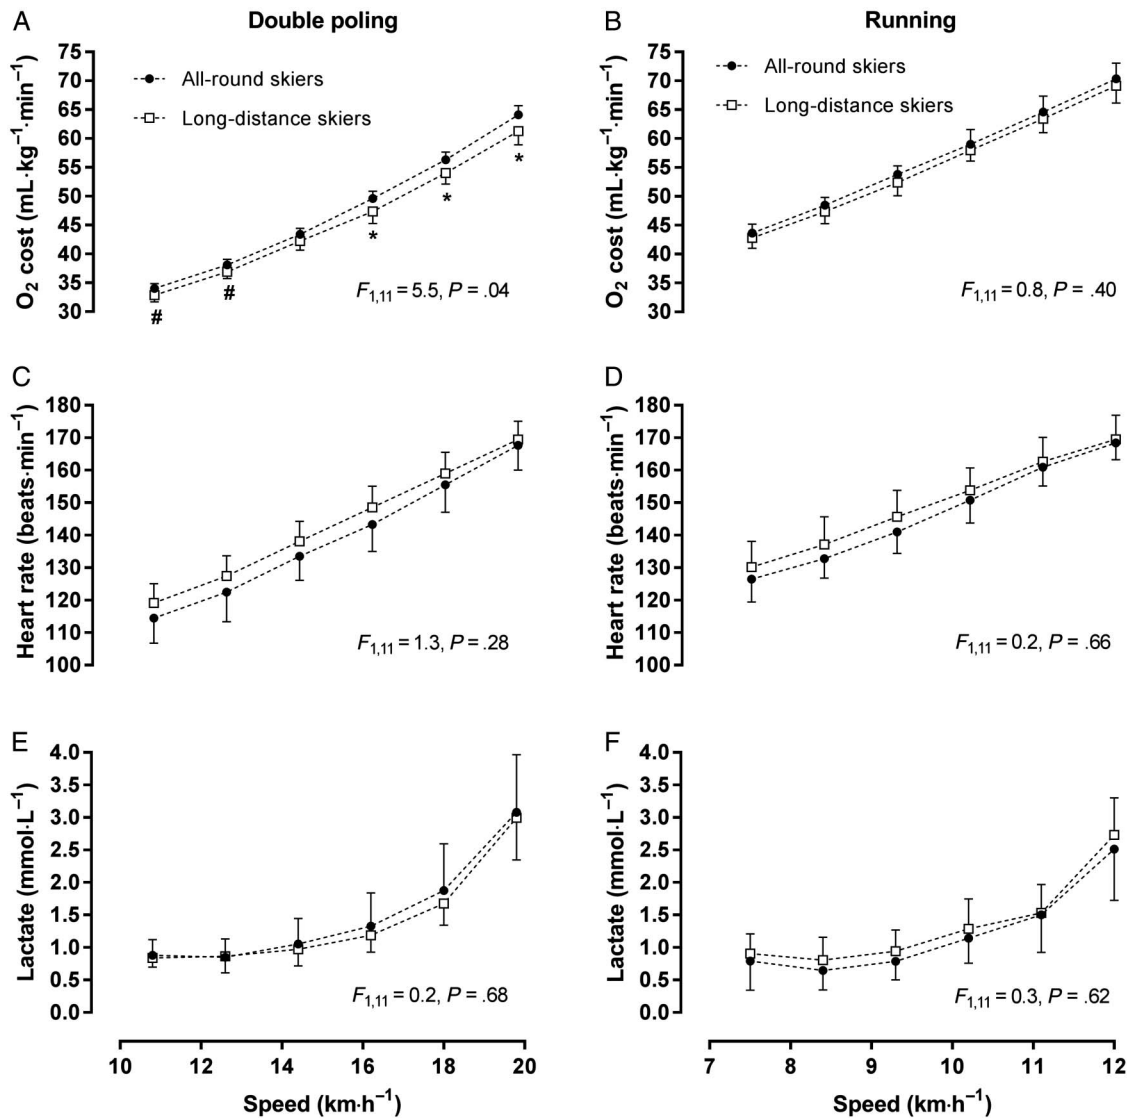 A
Double poling
75
70
65
60
55
50
45
40
35
30
O₂ cost (mL·kg⁻¹·min⁻¹)
All-round skiers
Long-distance skiers
#
#
*
*
*
F₁,₁₁ = 5.5, P = .04
B
Running
75
70
65
60
55
50
45
40
35
30
O₂ cost (mL·kg⁻¹·min⁻¹)
All-round skiers
Long-distance skiers
F₁,₁₁ = 0.8, P = .40
C
180
170
160
150
140
130
120
110
100
Heart rate (beats·min⁻¹)
F₁,₁₁ = 1.3, P = .28
D
180
170
160
150
140
130
120
110
100
Heart rate (beats·min⁻¹)
F₁,₁₁ = 0.2, P = .66
E
4.0
3.0
2.5
2.0
1.5
1.0
0.5
0.0
Lactate (mmol·L⁻¹)
F₁,₁₁ = 0.2, P = .68
10 12 14 16 18 20
Speed (km·h⁻¹)
F
4.0
3.0
2.5
2.0
1.5
1.0
0.5
0.0
Lactate (mmol·L⁻¹)
F₁,₁₁ = 0.3, P = .62
7 8 9 10 11 12
Speed (km·h⁻¹)